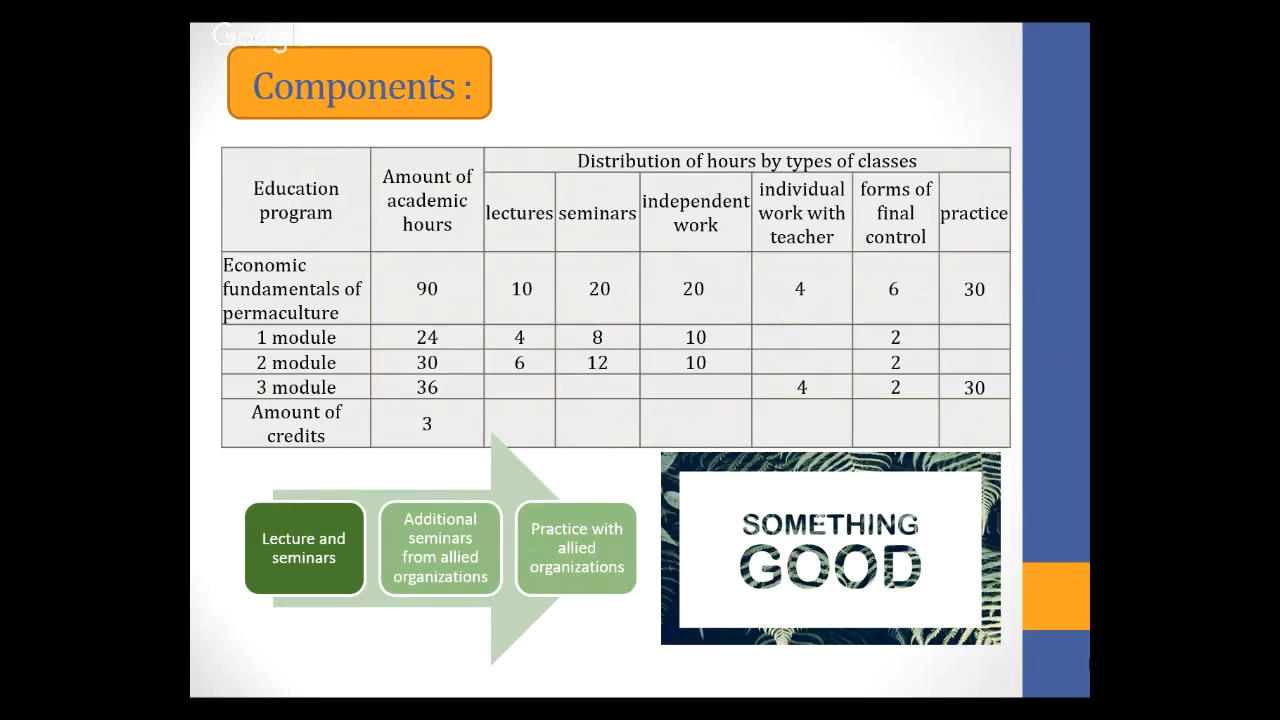 Google
Components :
Distribution of hours by types of classes
Education
program
Amount of
academic
hours
lectures
seminars
independent
work
individual
work with
teacher
forms of
final
control
practice
Economic
fundamentals of
permaculture
90 10 20 20 4 6 30
1 module 24 4 8 10 2
2 module 30 6 12 10 2
3 module 36 4 2 30
Amount of
credits
3
Lecture and
seminars
Additional
seminars
from allied
organizations
Practice with
allied
organizations
SOMETHING
GOOD